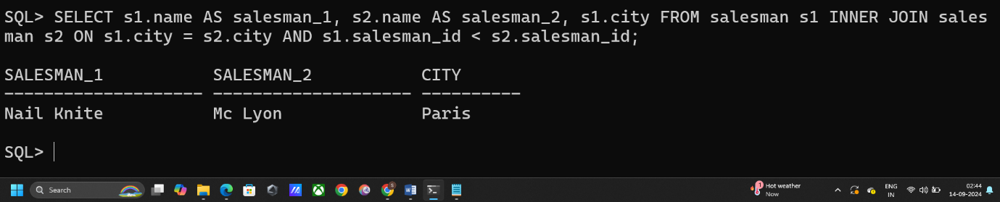 SQL> SELECT s1.name AS salesman_1, s2.name AS salesman_2, s1.city FROM salesman s1 INNER JOIN sales
man s2 ON s1.city = s2.city AND s1.salesman_id < s2.salesman_id;
SALESMAN_1 SALESMAN_2 CITY
-------------------- -------------------- ----------
Nail Knite Mc Lyon Paris
SQL>
Search
1
Hot weather
Now
ENG
IN
02:44
14-09-2024